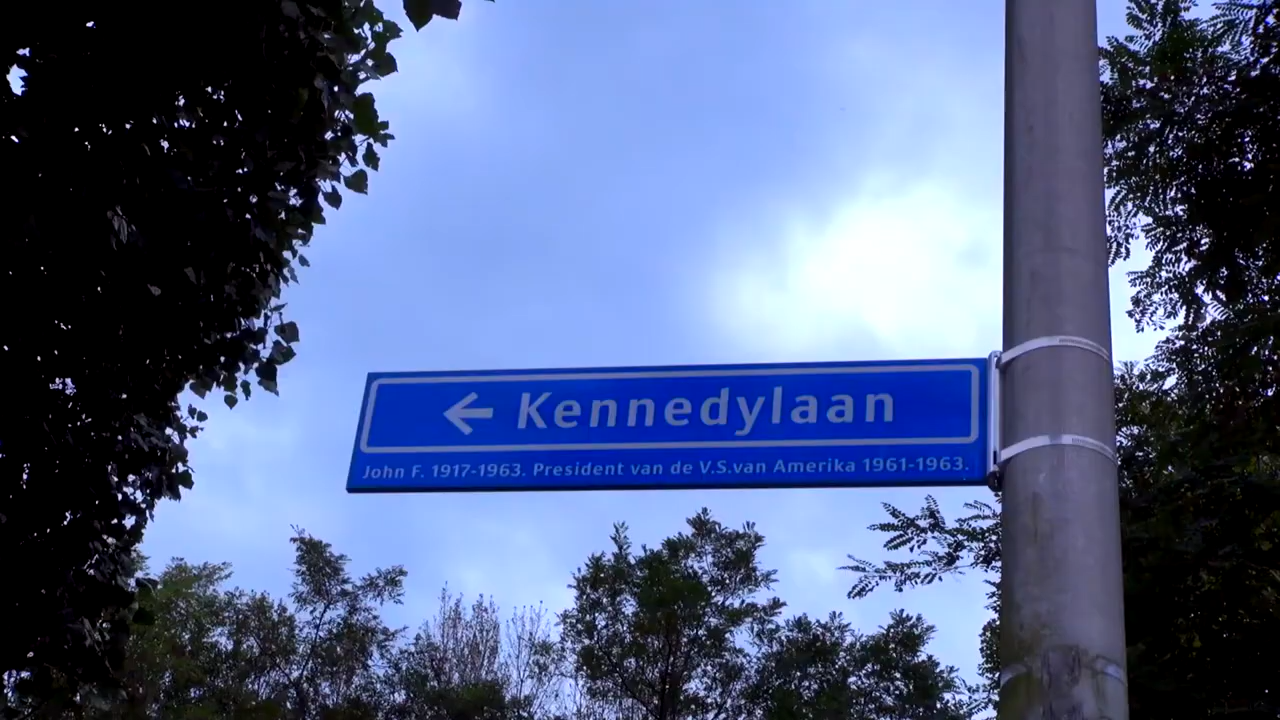 ← Kennedylaan
John F. 1917-1963. President van de V.S.van Amerika 1961-1963.